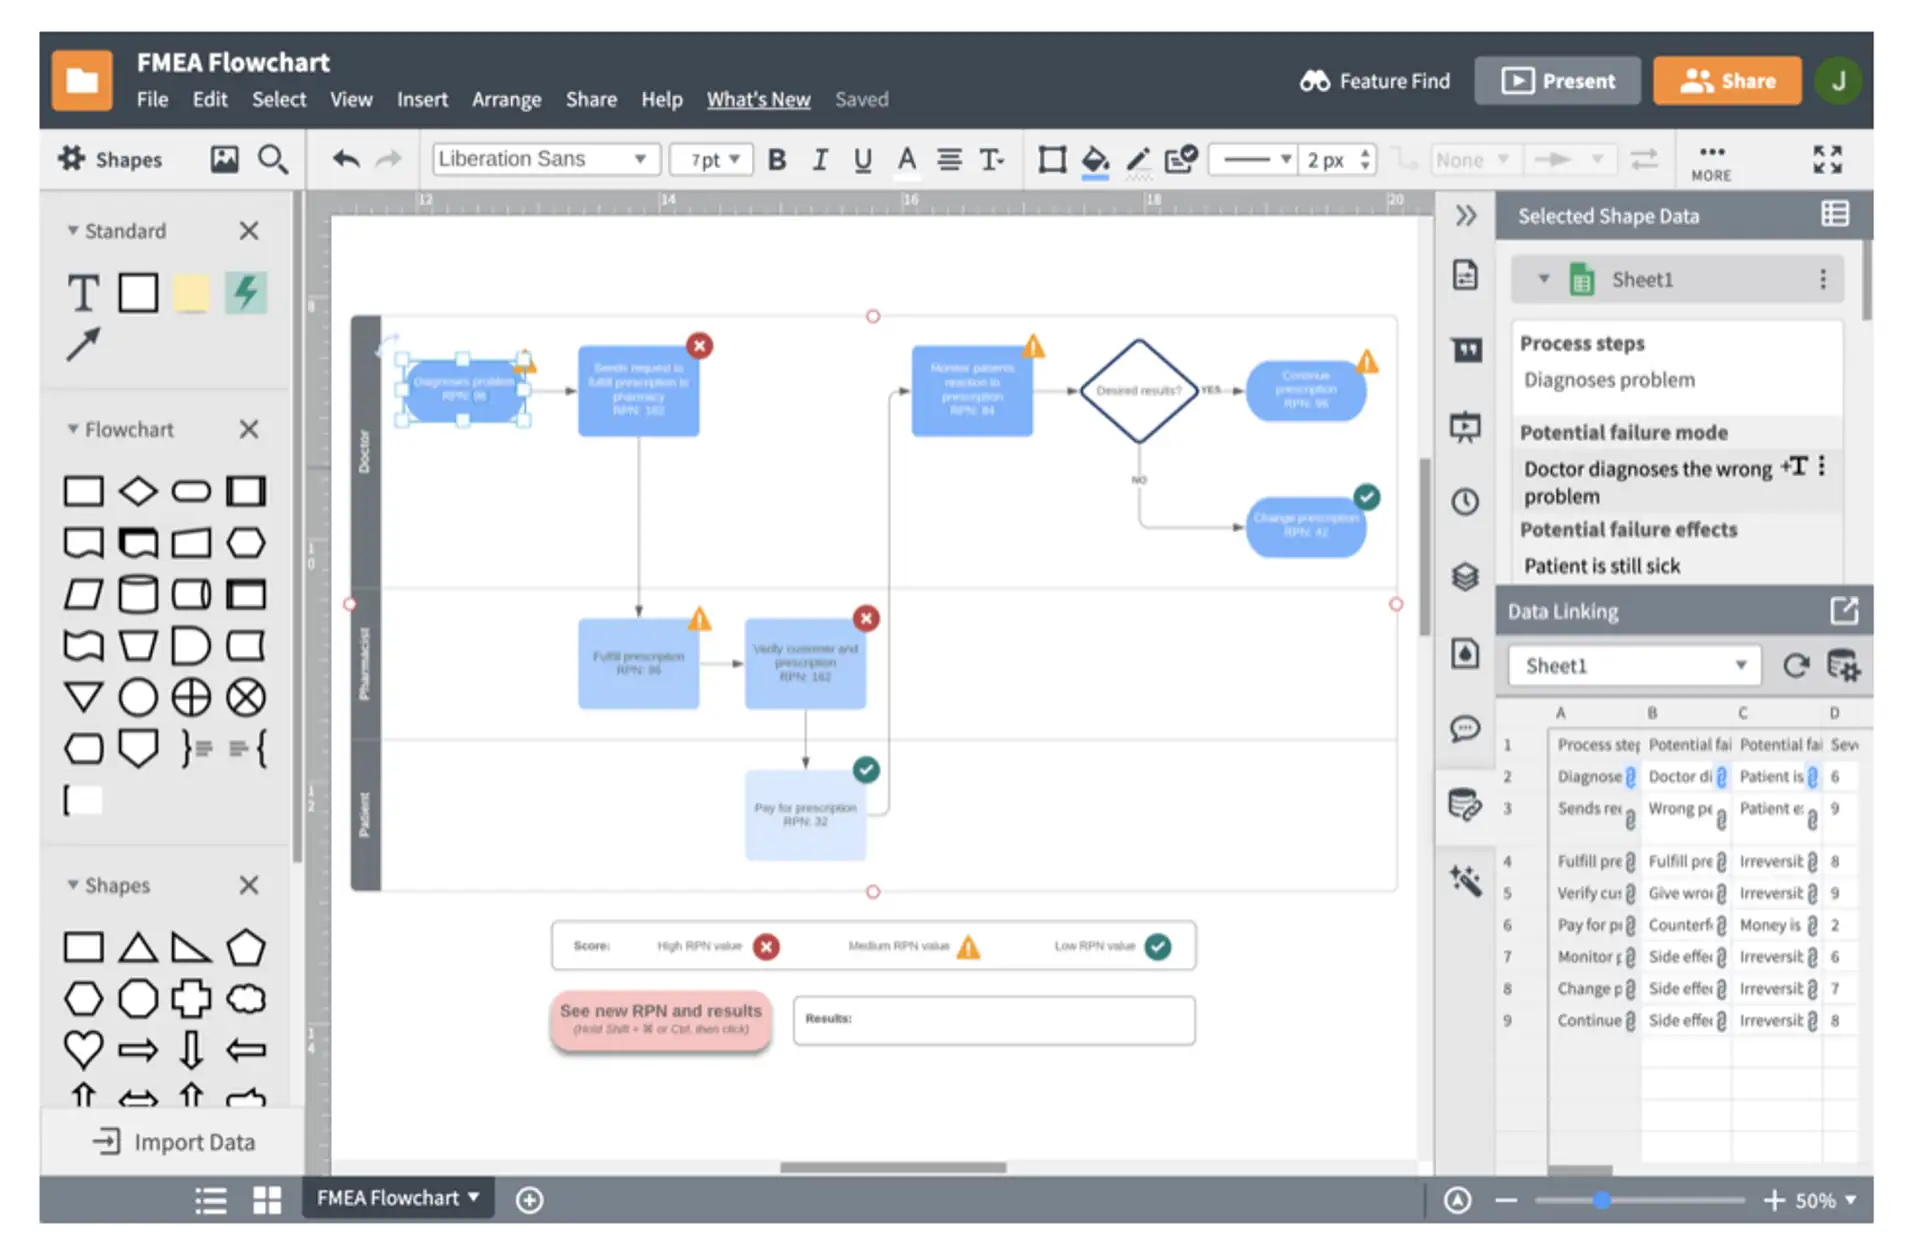 FMEA Flowchart
File Edit Select View Insert Arrange Share Help What's New Saved
Feature Find
Present
Share
J
Shapes
Liberation Sans
7pt
B I U A T
2 px
None
MORE
Standard
T
Flowchart
Shapes
Import Data
12 14 16 18 20
8
10
12
14
Doctor
Diagnoses problem
RPN: 96
Sends request to
fulfill prescription to
pharmacy
RPN: 162
Monitor patients
reaction to
prescription
RPN: 84
Desired results?
YES
Continue
prescription
RPN: 96
NO
Change prescription
RPN: 42
Pharmacist
Fulfill prescription
RPN: 96
Verify customer and
prescription
RPN: 162
Patient
Pay for prescription
RPN: 32
Score: High RPN value Medium RPN value Low RPN value
See new RPN and results
(Hold Shift + ⌘ or Ctrl, then click)
Results:
Selected Shape Data
Sheet1
Process steps
Diagnoses problem
Potential failure mode
Doctor diagnoses the wrong +T
problem
Potential failure effects
Patient is still sick
Data Linking
Sheet1
A B C D
1 Process step Potential fai Potential fai Seve
2 Diagnose Doctor di Patient is 6
3 Sends rec Wrong pe Patient e: 9
4 Fulfill pre Fulfill pre Irreversib 8
5 Verify cus Give wron Irreversib 9
6 Pay for pr Counterfe Money is 2
7 Monitor p Side effec Irreversib 6
8 Change p Side effec Irreversib 7
9 Continue Side effec Irreversib 8
FMEA Flowchart
50%